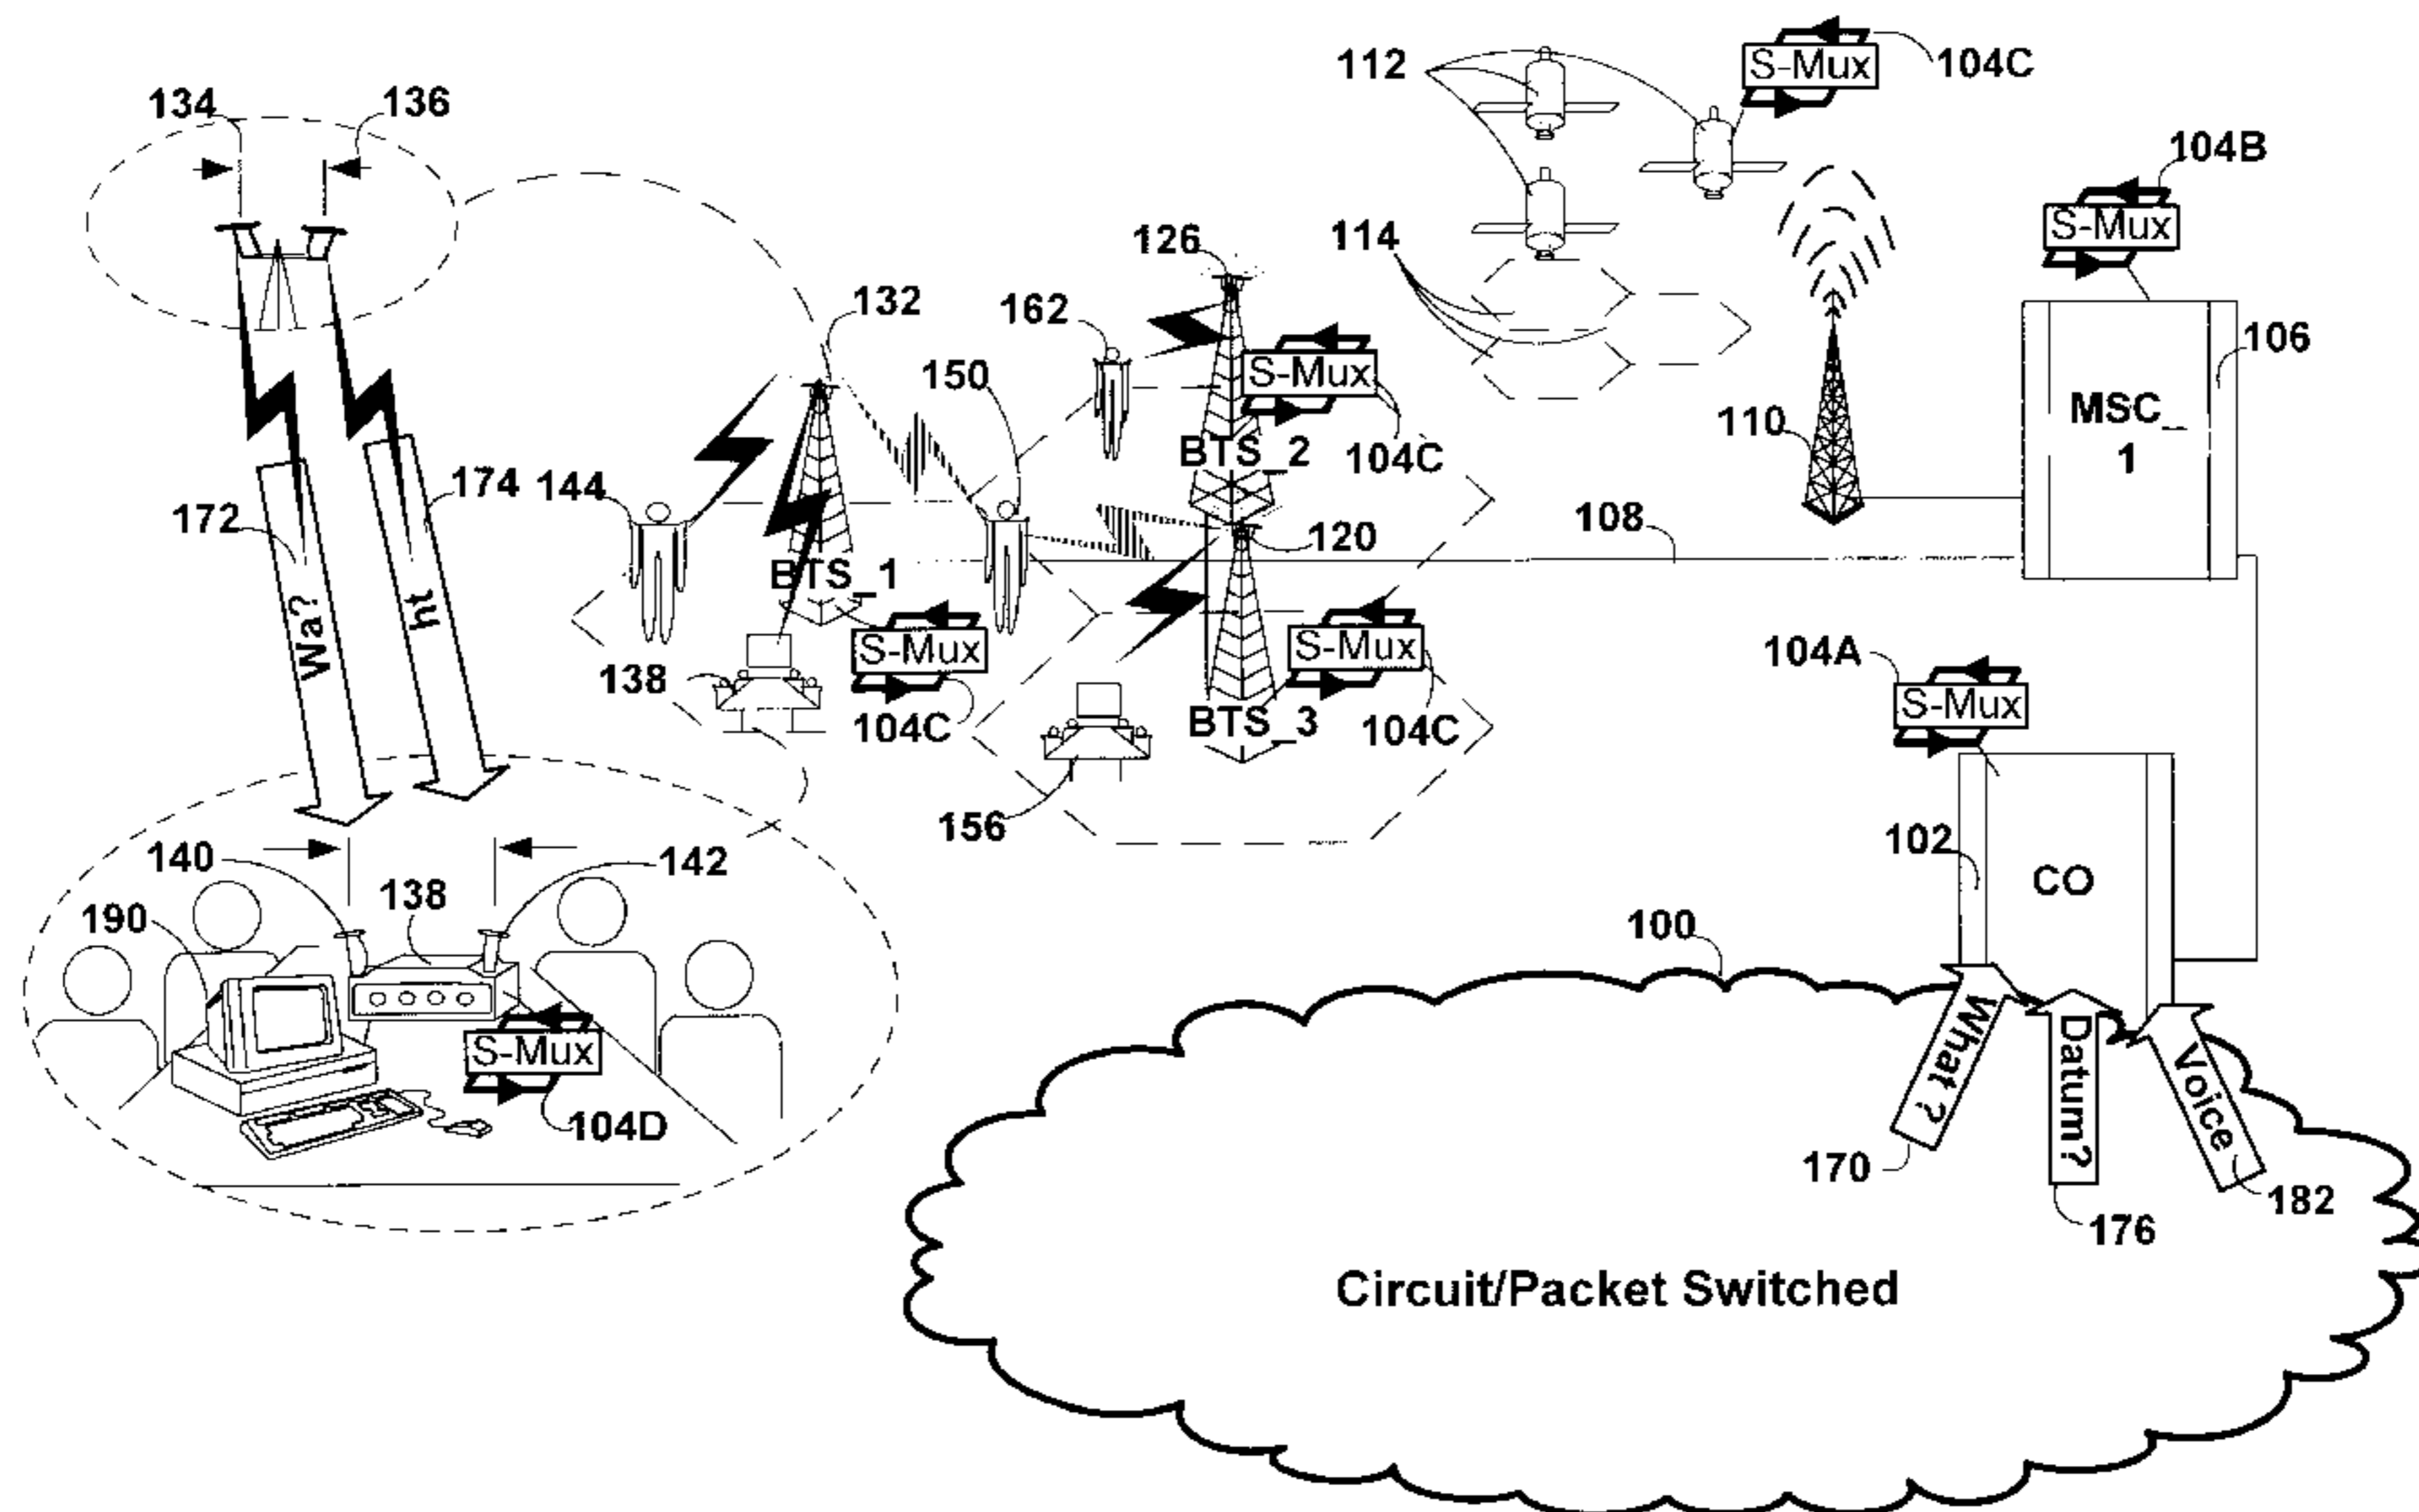 112
S-Mux
104C
134
136
104B
S-Mux
126
114
132
162
106
150
S-Mux
MSC_
1
110
BTS_2
104C
174
144
172
108
120
BTS_1
Wa?
ht
S-Mux
S-Mux
104A
138
S-Mux
104C
BTS_3
104C
156
140
142
102
138
CO
190
100
What ?
Datum?
Voice
S-Mux
104D
170
182
176
Circuit/Packet Switched